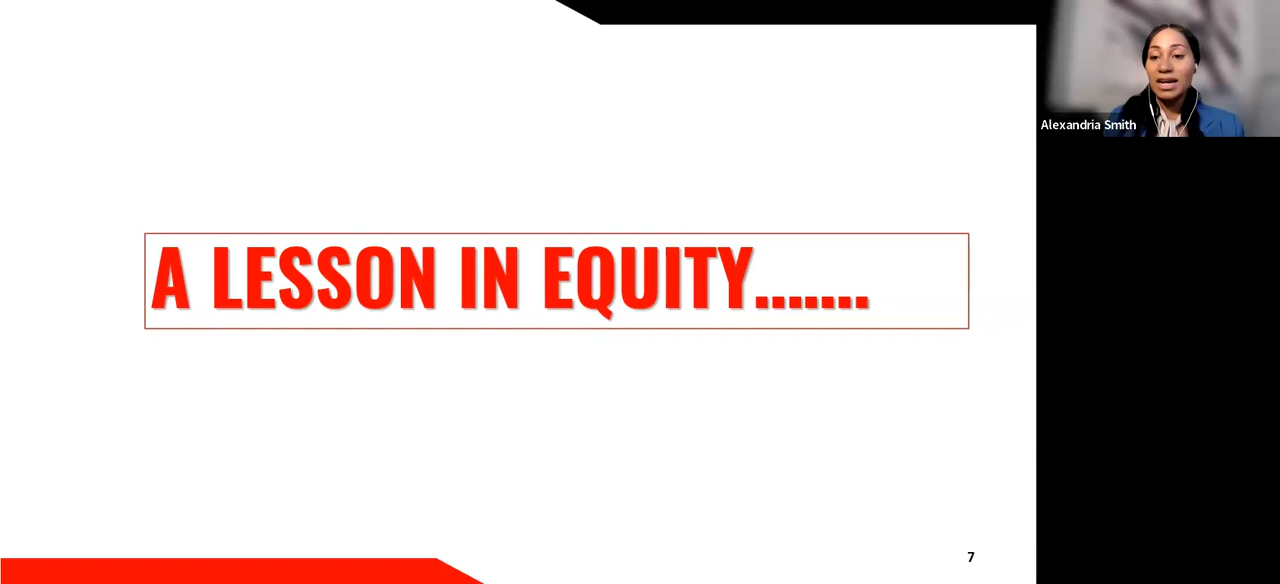 Alexandria Smith
A LESSON IN EQUITY.......
7